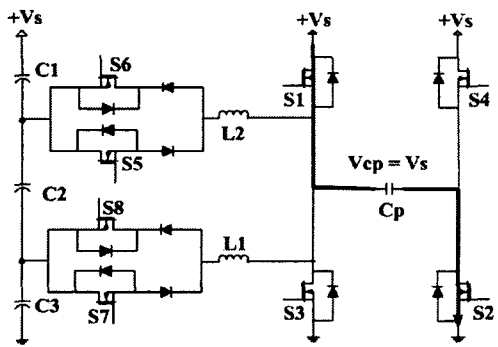 +Vs
+Vs
+Vs
C1
S6
S1
S4
L2
S5
Vcp = Vs
C2
Cp
S8
L1
C3
S7
S3
S2